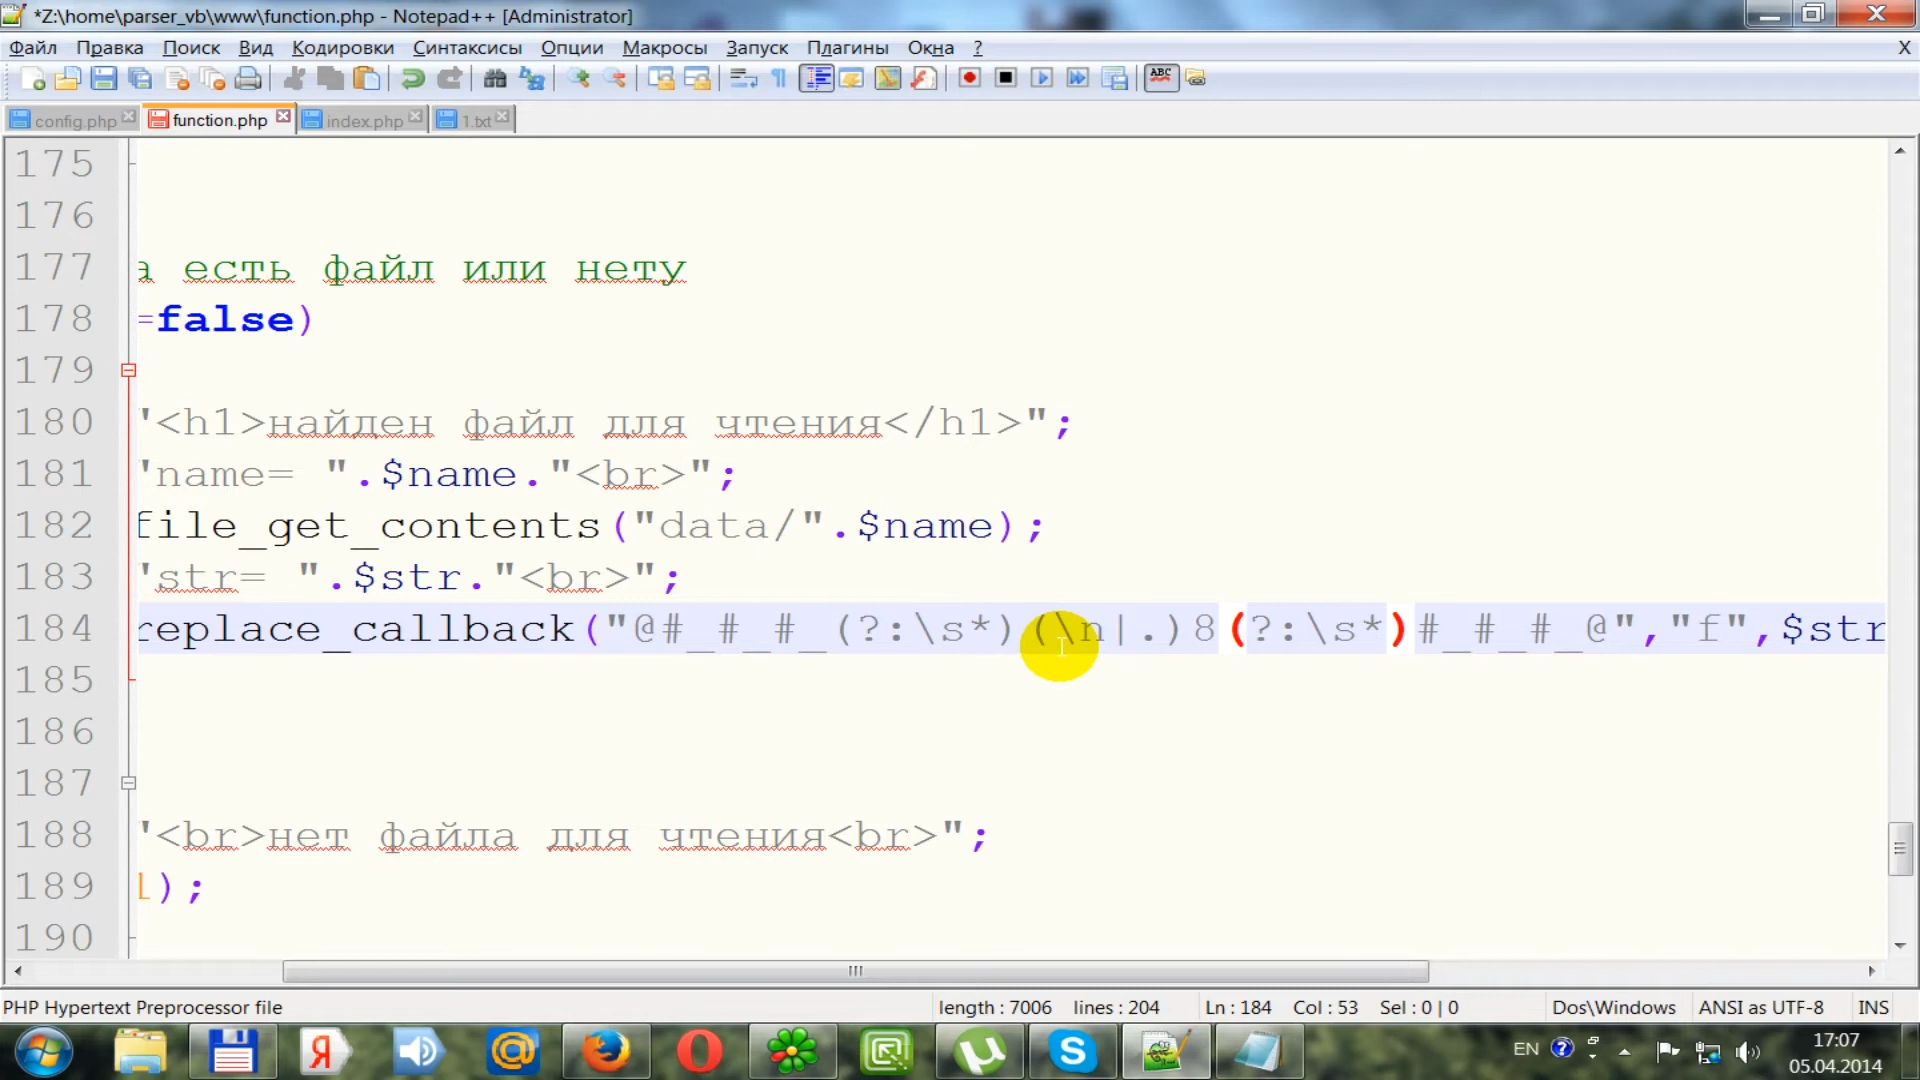 *Z:\home\parser_vb\www\function.php - Notepad++ [Administrator]
Файл Правка Поиск Вид Кодировки Синтаксисы Опции Макросы Запуск Плагины Окна ? X
config.php function.php index.php 1.txt
175
176
177 а есть файл или нету
178 =false)
179
180 "<h1>найден файл для чтения</h1>";
181 "name= ".$name."<br>";
182 file_get_contents("data/".$name);
183 "str= ".$str."<br>";
184 replace_callback("@#_#_#_(?:\s*)(\n|.)8(?:\s*)#_#_#_@","f",$str
185
186
187
188 "<br>нет файла для чтения<br>";
189 1);
190
PHP Hypertext Preprocessor file length : 7006 lines : 204 Ln : 184 Col : 53 Sel : 0 | 0 Dos\Windows ANSI as UTF-8 INS
EN 17:07
05.04.2014